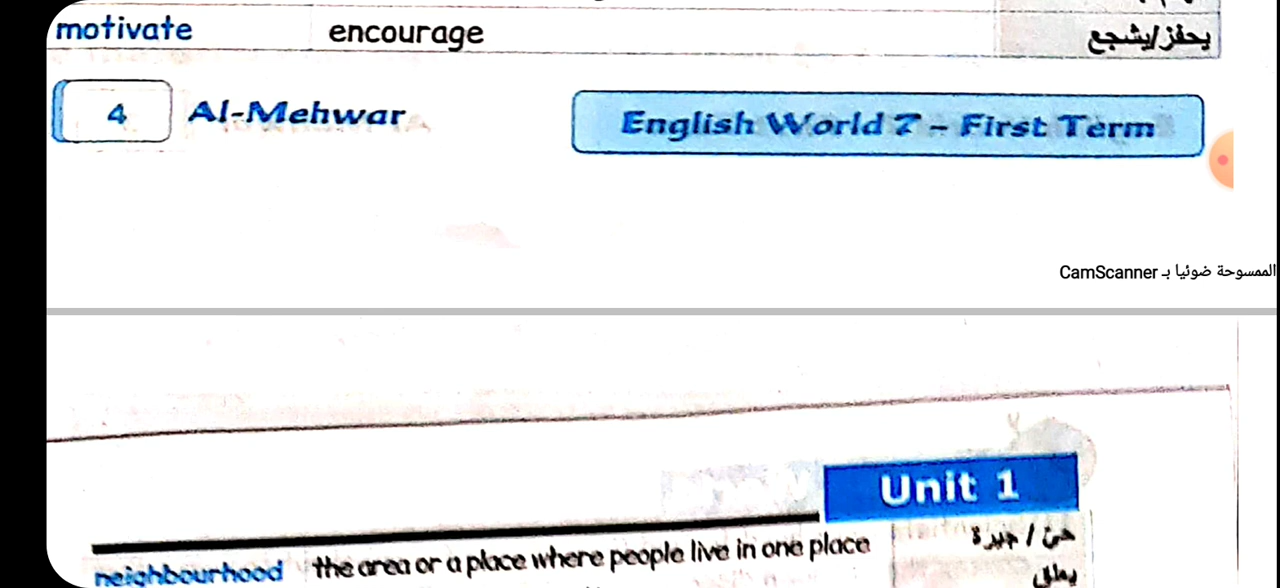 motivate encourage يحفز/يشجع
4 Al-Mehwar English World 7 - First Term
الممسوحة ضوئيا بـ CamScanner
Unit 1
neighbourhood the area or a place where people live in one place حي / جيرة